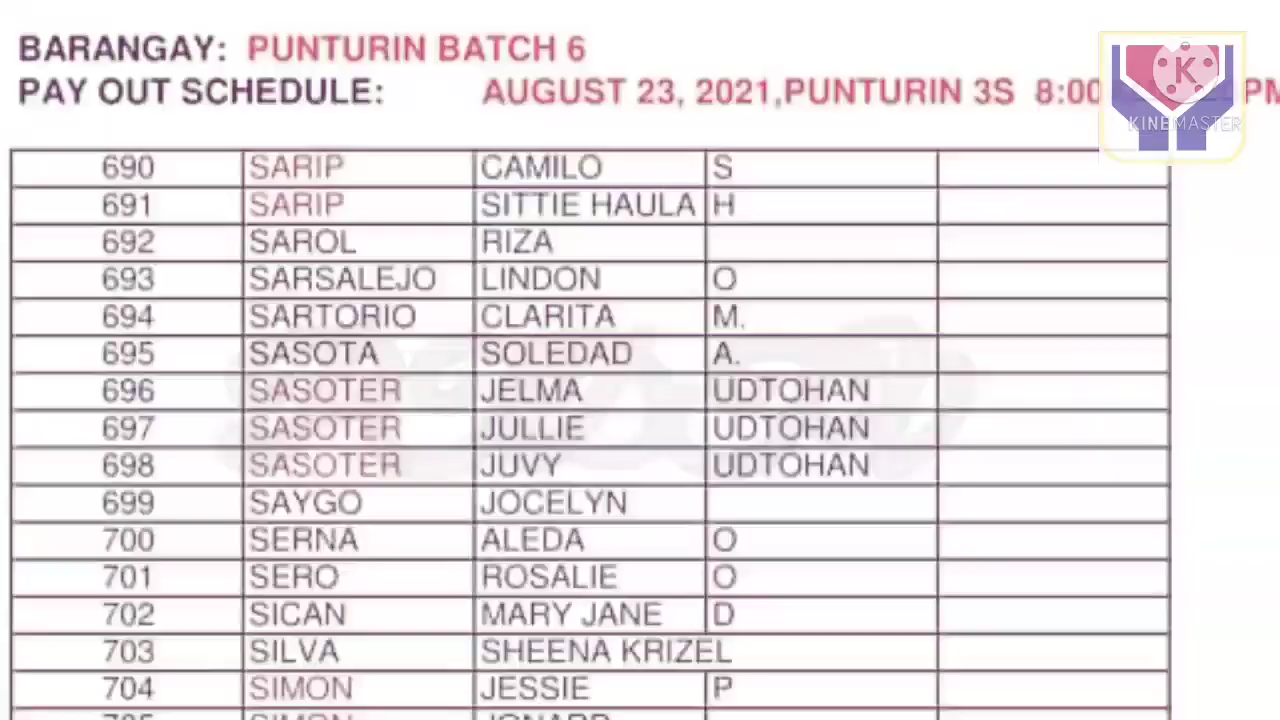 BARANGAY: PUNTURIN BATCH 6
PAY OUT SCHEDULE: AUGUST 23, 2021,PUNTURIN 3S 8:00 PM
K
KINEMASTER
690 SARIP CAMILO S
691 SARIP SITTIE HAULA H
692 SAROL RIZA
693 SARSALEJO LINDON O
694 SARTORIO CLARITA M.
695 SASOTA SOLEDAD A.
696 SASOTER JELMA UDTOHAN
697 SASOTER JULLIE UDTOHAN
698 SASOTER JUVY UDTOHAN
699 SAYGO JOCELYN
700 SERNA ALEDA O
701 SERO ROSALIE O
702 SICAN MARY JANE D
703 SILVA SHEENA KRIZEL
704 SIMON JESSIE P
705 SIMON